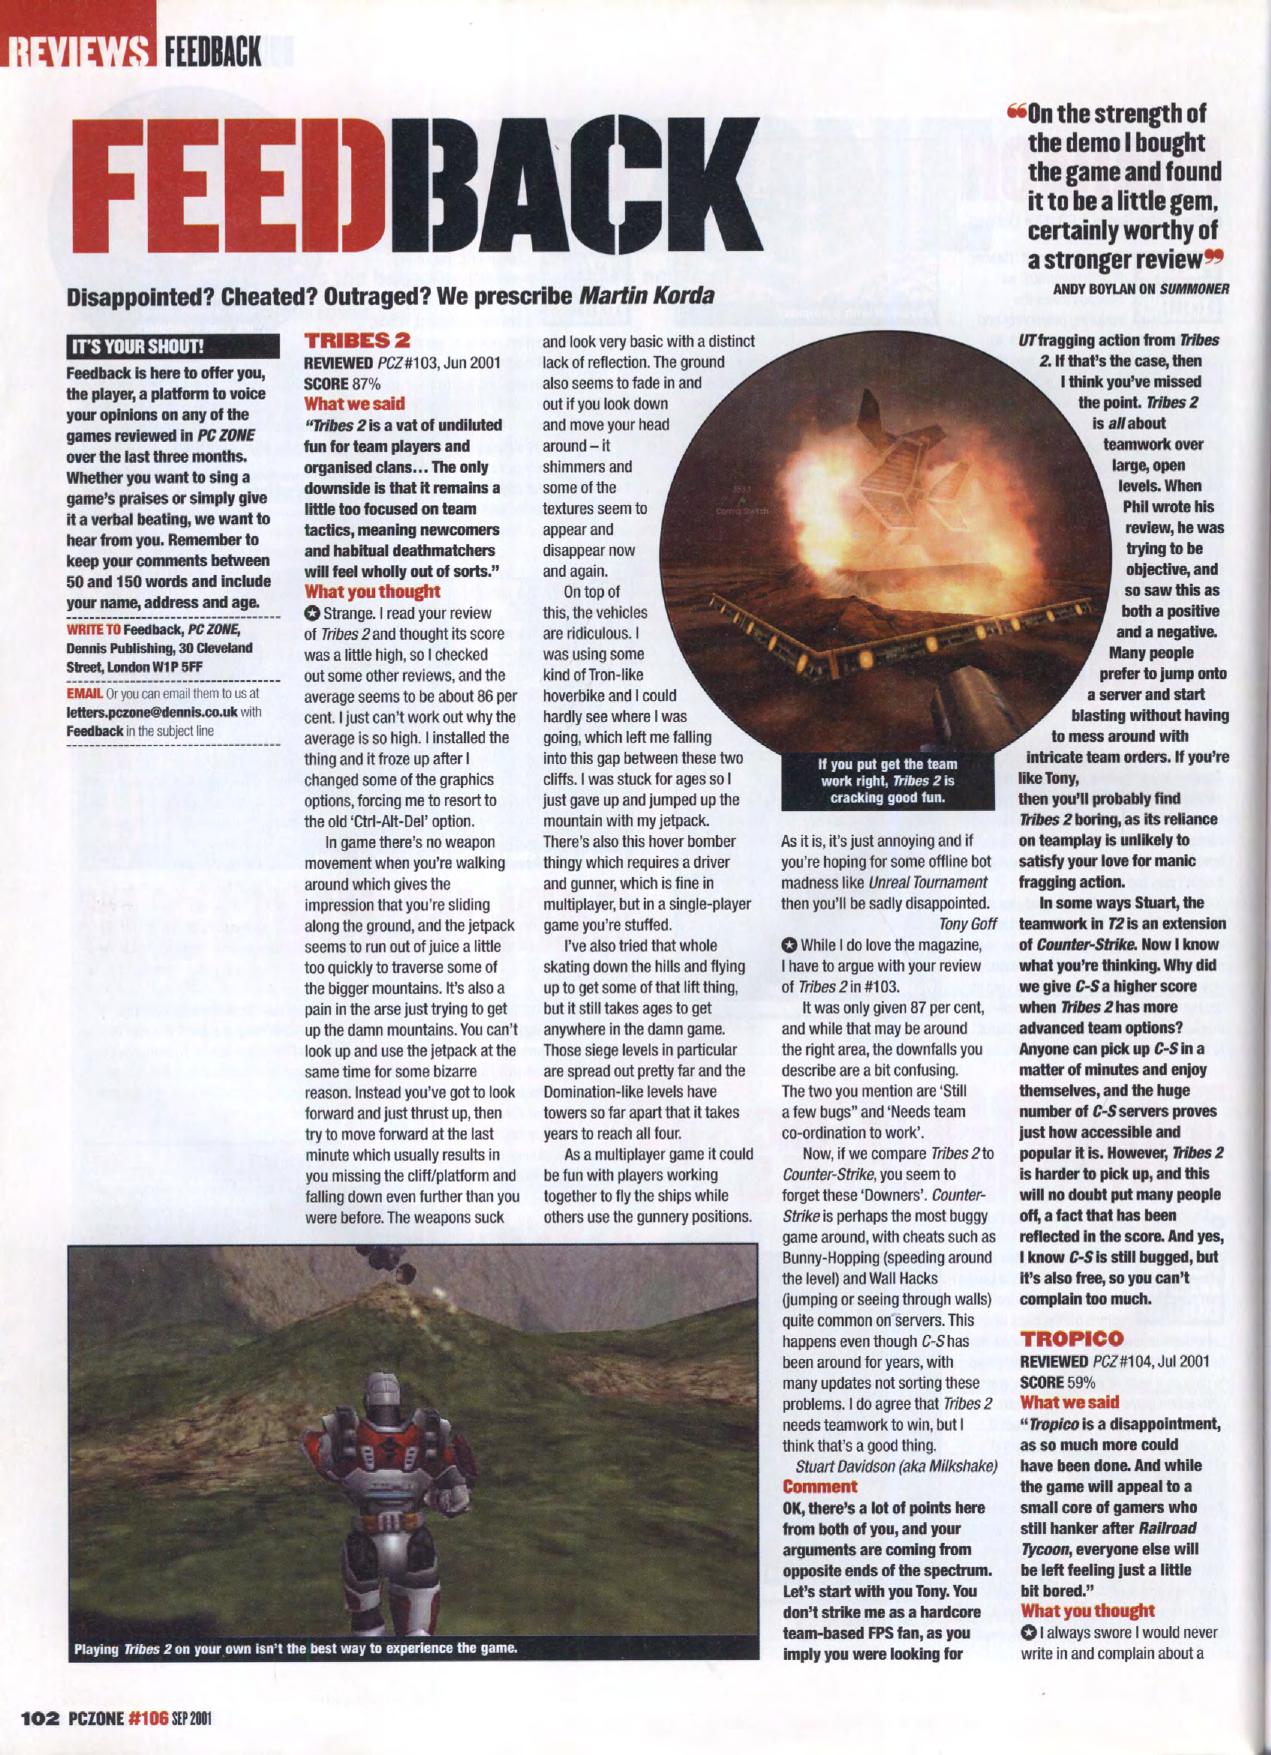 REVIEWS FEEDBACK
FEEDBACK
Disappointed? Cheated? Outraged? We prescribe Martin Korda
“On the strength of
the demo I bought
the game and found
it to be a little gem,
certainly worthy of
a stronger review”
ANDY BOYLAN ON SUMMONER
IT'S YOUR SHOUT!
Feedback is here to offer you,
the player, a platform to voice
your opinions on any of the
games reviewed in PC ZONE
over the last three months.
Whether you want to sing a
game's praises or simply give
it a verbal beating, we want to
hear from you. Remember to
keep your comments between
50 and 150 words and include
your name, address and age.
WRITE TO Feedback, PC ZONE,
Dennis Publishing, 30 Cleveland
Street, London W1P 5FF
EMAIL Or you can email them to us at
letters.pczone@dennis.co.uk with
Feedback in the subject line
TRIBES 2
REVIEWED PCZ #103, Jun 2001
SCORE 87%
What we said
“Tribes 2 is a vat of undiluted
fun for team players and
organised clans... The only
downside is that it remains a
little too focused on team
tactics, meaning newcomers
and habitual deathmatchers
will feel wholly out of sorts.”
What you thought
✪ Strange. I read your review
of Tribes 2 and thought its score
was a little high, so I checked
out some other reviews, and the
average seems to be about 86 per
cent. I just can't work out why the
average is so high. I installed the
thing and it froze up after I
changed some of the graphics
options, forcing me to resort to
the old 'Ctrl-Alt-Del' option.
In game there's no weapon
movement when you're walking
around which gives the
impression that you're sliding
along the ground, and the jetpack
seems to run out of juice a little
too quickly to traverse some of
the bigger mountains. It's also a
pain in the arse just trying to get
up the damn mountains. You can't
look up and use the jetpack at the
same time for some bizarre
reason. Instead you've got to look
forward and just thrust up, then
try to move forward at the last
minute which usually results in
you missing the cliff/platform and
falling down even further than you
were before. The weapons suck
and look very basic with a distinct
lack of reflection. The ground
also seems to fade in and
out if you look down
and move your head
around – it
shimmers and
some of the
textures seem to
appear and
disappear now
and again.
On top of
this, the vehicles
are ridiculous. I
was using some
kind of Tron-like
hoverbike and I could
hardly see where I was
going, which left me falling
into this gap between these two
cliffs. I was stuck for ages so I
just gave up and jumped up the
mountain with my jetpack.
There's also this hover bomber
thingy which requires a driver
and gunner, which is fine in
multiplayer, but in a single-player
game you're stuffed.
I've also tried that whole
skating down the hills and flying
up to get some of that lift thing,
but it still takes ages to get
anywhere in the damn game.
Those siege levels in particular
are spread out pretty far and the
Domination-like levels have
towers so far apart that it takes
years to reach all four.
As a multiplayer game it could
be fun with players working
together to fly the ships while
others use the gunnery positions.
Playing Tribes 2 on your own isn't the best way to experience the game.
If you put get the team
work right, Tribes 2 is
cracking good fun.
As it is, it's just annoying and if
you're hoping for some offline bot
madness like Unreal Tournament
then you'll be sadly disappointed.
Tony Goff
✪ While I do love the magazine,
I have to argue with your review
of Tribes 2 in #103.
It was only given 87 per cent,
and while that may be around
the right area, the downfalls you
describe are a bit confusing.
The two you mention are 'Still
a few bugs” and 'Needs team
co-ordination to work'.
Now, if we compare Tribes 2 to
Counter-Strike, you seem to
forget these 'Downers'. Counter-
Strike is perhaps the most buggy
game around, with cheats such as
Bunny-Hopping (speeding around
the level) and Wall Hacks
(jumping or seeing through walls)
quite common on servers. This
happens even though C-S has
been around for years, with
many updates not sorting these
problems. I do agree that Tribes 2
needs teamwork to win, but I
think that's a good thing.
Stuart Davidson (aka Milkshake)
Comment
OK, there's a lot of points here
from both of you, and your
arguments are coming from
opposite ends of the spectrum.
Let's start with you Tony. You
don't strike me as a hardcore
team-based FPS fan, as you
imply you were looking for
UT fragging action from Tribes
2. If that's the case, then
I think you've missed
the point. Tribes 2
is all about
teamwork over
large, open
levels. When
Phil wrote his
review, he was
trying to be
objective, and
so saw this as
both a positive
and a negative.
Many people
prefer to jump onto
a server and start
blasting without having
to mess around with
intricate team orders. If you're
like Tony,
then you'll probably find
Tribes 2 boring, as its reliance
on teamplay is unlikely to
satisfy your love for manic
fragging action.
In some ways Stuart, the
teamwork in T2 is an extension
of Counter-Strike. Now I know
what you're thinking. Why did
we give C-S a higher score
when Tribes 2 has more
advanced team options?
Anyone can pick up C-S in a
matter of minutes and enjoy
themselves, and the huge
number of C-S servers proves
just how accessible and
popular it is. However, Tribes 2
is harder to pick up, and this
will no doubt put many people
off, a fact that has been
reflected in the score. And yes,
I know C-S is still bugged, but
it's also free, so you can't
complain too much.
TROPICO
REVIEWED PCZ #104, Jul 2001
SCORE 59%
What we said
“Tropico is a disappointment,
as so much more could
have been done. And while
the game will appeal to a
small core of gamers who
still hanker after Railroad
Tycoon, everyone else will
be left feeling just a little
bit bored.”
What you thought
✪ I always swore I would never
write in and complain about a
102 PCZONE #106 SEP 2001